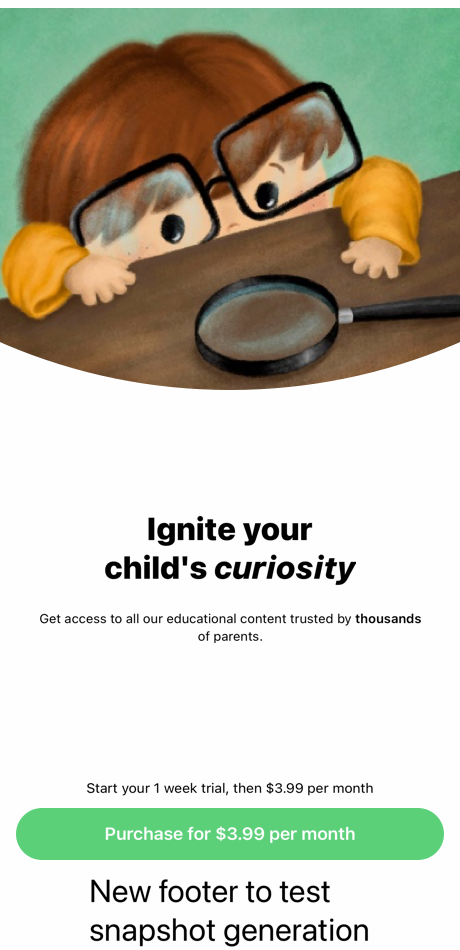 Ignite your
child's curiosity
Get access to all our educational content trusted by thousands
of parents.
Start your 1 week trial, then $3.99 per month
Purchase for $3.99 per month
New footer to test
snapshot generation